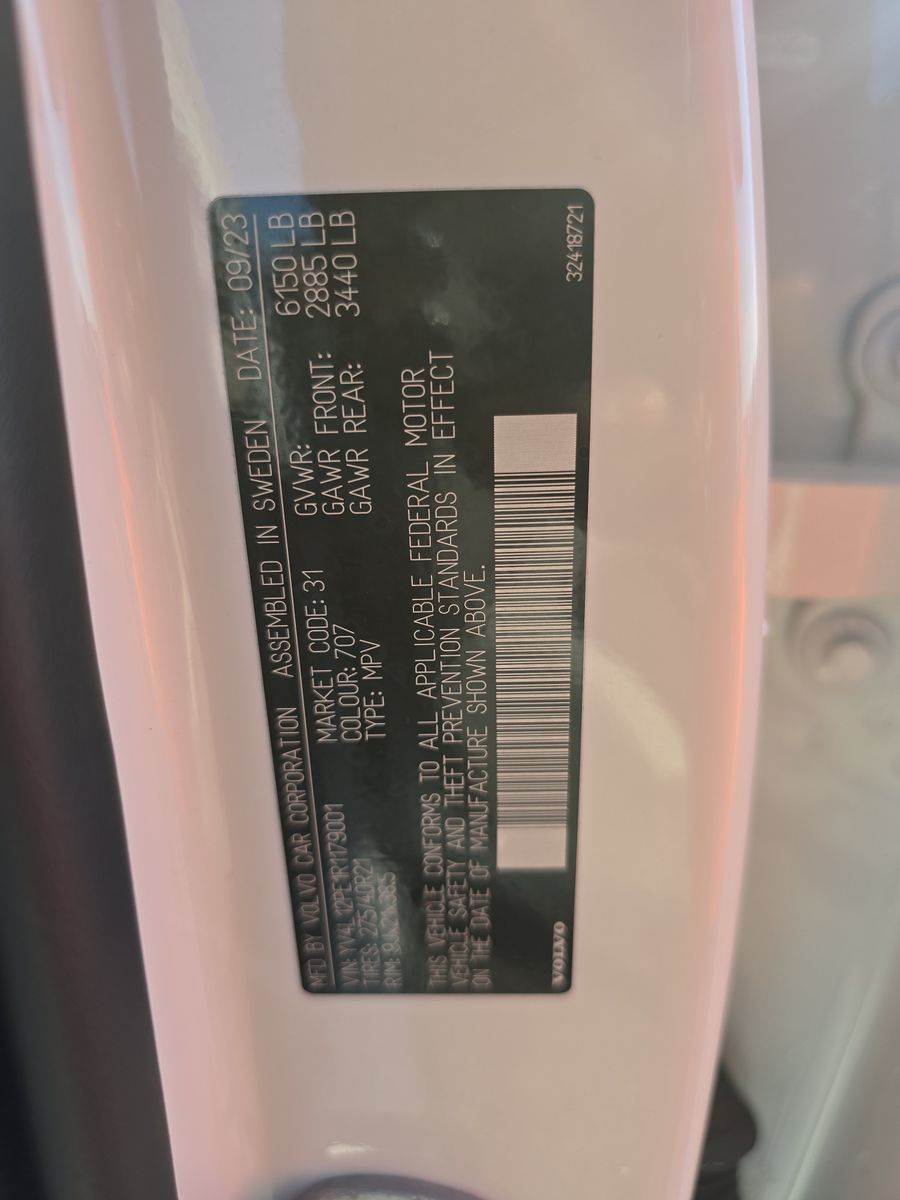 MFD BY VOLVO CAR CORPORATION ASSEMBLED IN SWEDEN DATE: 09/23
VIN: YV4L12PE1R1179001 MARKET CODE: 31 GVWR: 6150 LB
TIRES: 275/40R21 COLOUR: 707 GAWR FRONT: 2885 LB
RIM: 9JX21X38.5 TYPE: MPV GAWR REAR: 3440 LB
THIS VEHICLE CONFORMS TO ALL APPLICABLE FEDERAL MOTOR
VEHICLE SAFETY AND THEFT PREVENTION STANDARDS IN EFFECT
ON THE DATE OF MANUFACTURE SHOWN ABOVE.
VOLVO 32418721